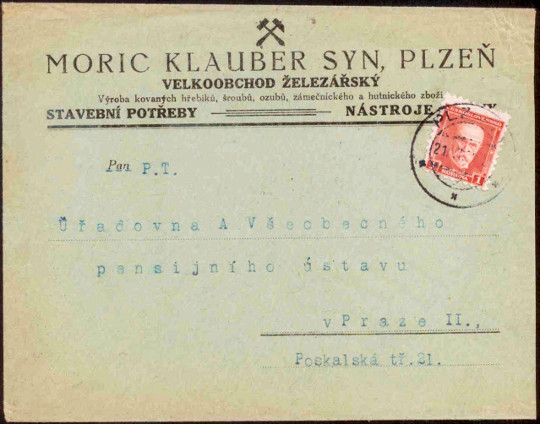 MORIC KLAUBER SYN, PLZEŇ
VELKOOBCHOD ŽELEZÁŘSKÝ
Výroba kovaných hřebíků, šroubů, ozubů, zámečnického a hutnického zboží
STAVEBNÍ POTŘEBY NÁSTROJE
Pan P.T.
Úřadovna A Všeobecného
pensijního ústavu
v Praze II.,
Poskalská tř.21.